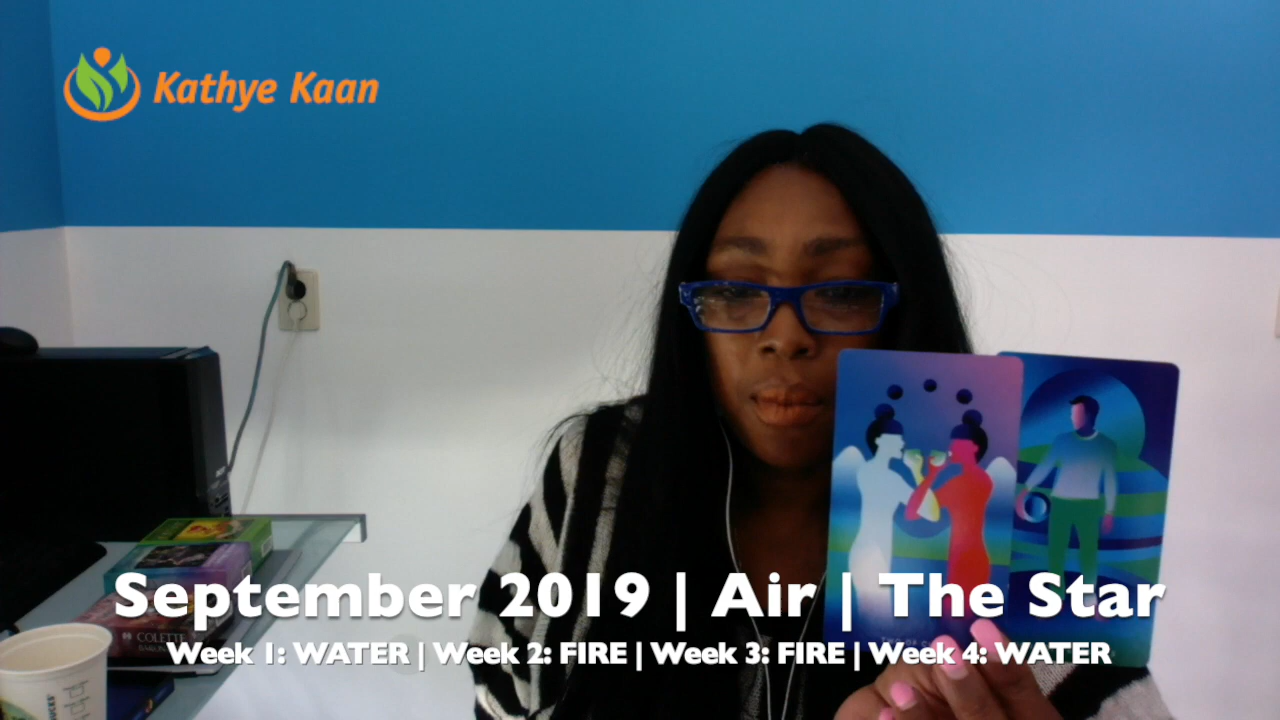 Kathye Kaan
COLETTE
September 2019 | Air | The Star
Week 1: WATER | Week 2: FIRE | Week 3: FIRE | Week 4: WATER